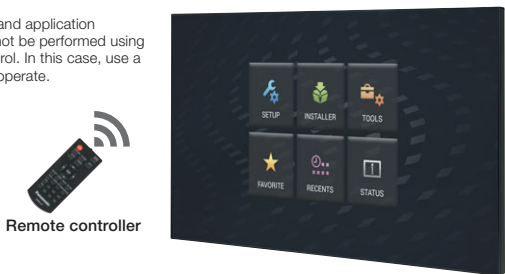 and application
not be performed using
rol. In this case, use a
operate.
SETUP INSTALLER TOOLS
FAVORITE RECENTS STATUS
Remote controller